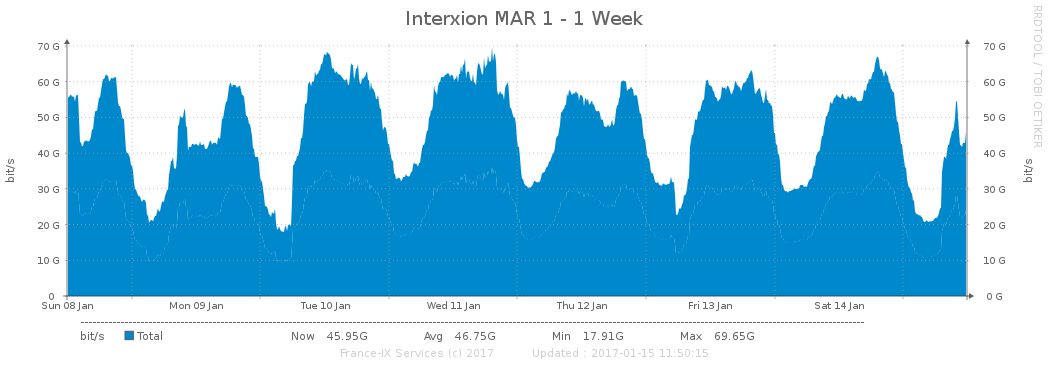 Interxion MAR 1 - 1 Week
RRDTOOL / TOBI OETIKER
70 G 70 G
60 G 60 G
50 G 50 G
40 G 40 G
30 G 30 G
20 G 20 G
10 G 10 G
0 0 G
bit/s bit/s
Sun 08 Jan Mon 09 Jan Tue 10 Jan Wed 11 Jan Thu 12 Jan Fri 13 Jan Sat 14 Jan
bit/s Total Now 45.95G Avg 46.75G Min 17.91G Max 69.65G
France-IX Services (c) 2017 Updated : 2017-01-15 11:50:15